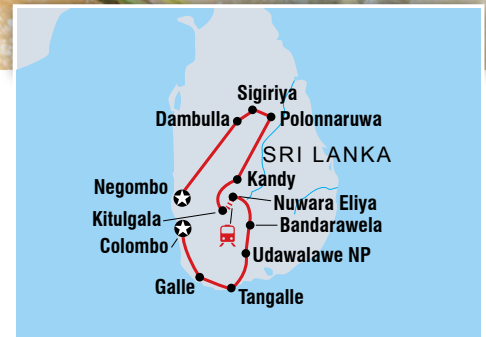 Sigiriya
Dambulla
Polonnaruwa
SRI LANKA
Kandy
Negombo
Nuwara Eliya
Kitulgala
Bandarawela
Colombo
Udawalawe NP
Galle
Tangalle